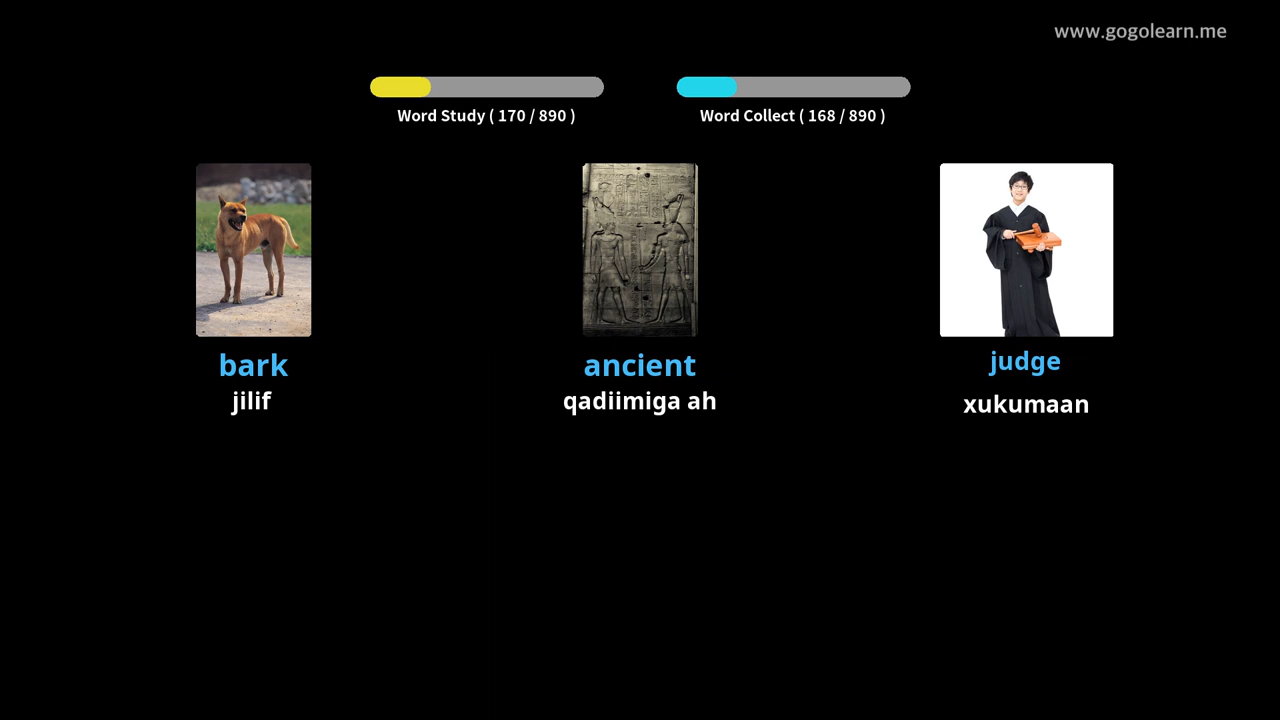 www.gogolearn.me
Word Study ( 170 / 890 )
Word Collect ( 168 / 890 )
bark
jilif
ancient
qadiimiga ah
judge
xukumaan